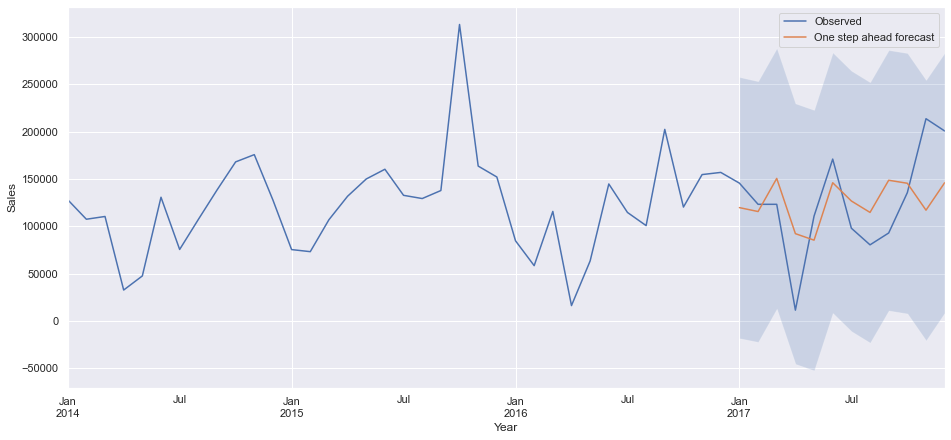 Observed
One step ahead forecast
300000
250000
200000
150000
100000
50000
0
−50000
Sales
Jan Jul Jan Jul Jan Jul Jan Jul
2014 2015 2016 2017
Year